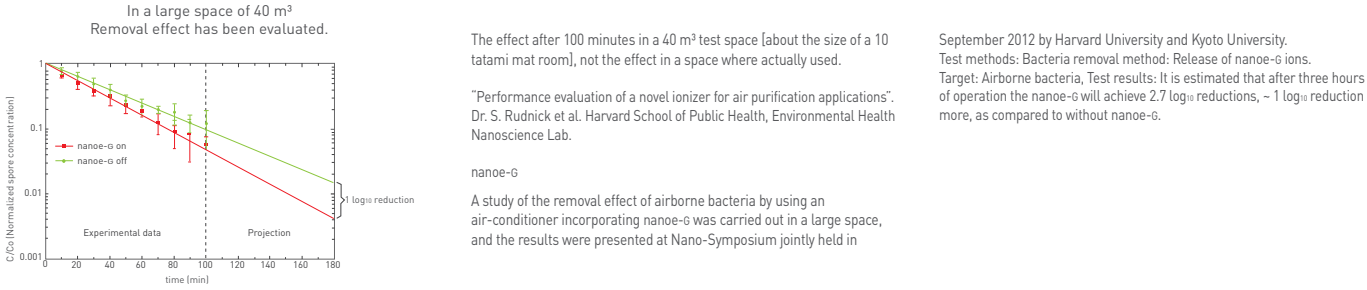 In a large space of 40 m³
Removal effect has been evaluated.
C/Co [Normalized spore concentration]
1
0.1
0.01
0.001
nanoe-G on
nanoe-G off
1 log₁₀ reduction
Experimental data
Projection
0
20
40
60
80
100
120
140
160
180
time [min]
The effect after 100 minutes in a 40 m³ test space [about the size of a 10
tatami mat room], not the effect in a space where actually used.
"Performance evaluation of a novel ionizer for air purification applications".
Dr. S. Rudnick et al. Harvard School of Public Health, Environmental Health
Nanoscience Lab.
nanoe-G
A study of the removal effect of airborne bacteria by using an
air-conditioner incorporating nanoe-G was carried out in a large space,
and the results were presented at Nano-Symposium jointly held in
September 2012 by Harvard University and Kyoto University.
Test methods: Bacteria removal method: Release of nanoe-G ions.
Target: Airborne bacteria, Test results: It is estimated that after three hours
of operation the nanoe-G will achieve 2.7 log₁₀ reductions, ~ 1 log₁₀ reduction
more, as compared to without nanoe-G.